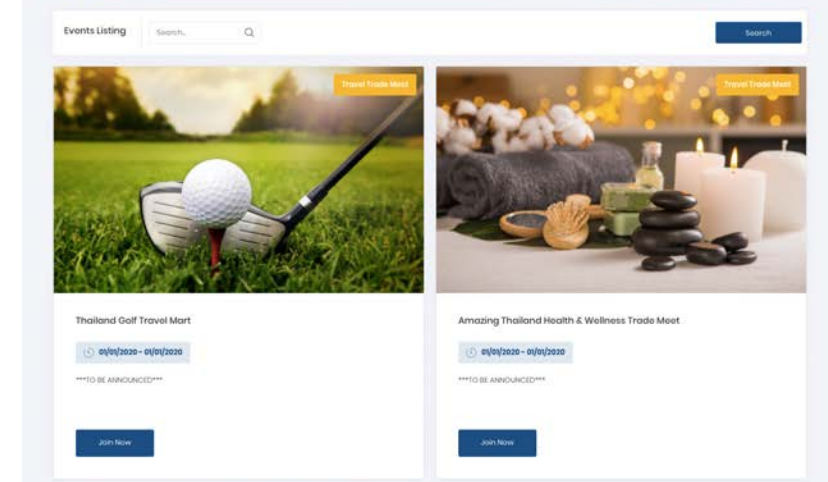 Events Listing
Search..
Search
Travel Trade Meet
Travel Trade Meet
Thailand Golf Travel Mart
01/01/2020 - 01/01/2020
***TO BE ANNOUNCED***
Join Now
Amazing Thailand Health & Wellness Trade Meet
01/01/2020 - 01/01/2020
***TO BE ANNOUNCED***
Join Now